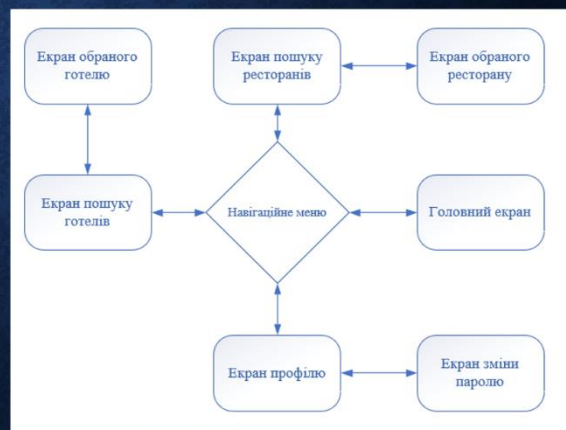 Екран обраного
готелю
Екран пошуку
ресторанів
Екран обраного
ресторану
Екран пошуку
готелів
Навігаційне меню
Головний екран
Екран профілю
Екран зміни
паролю